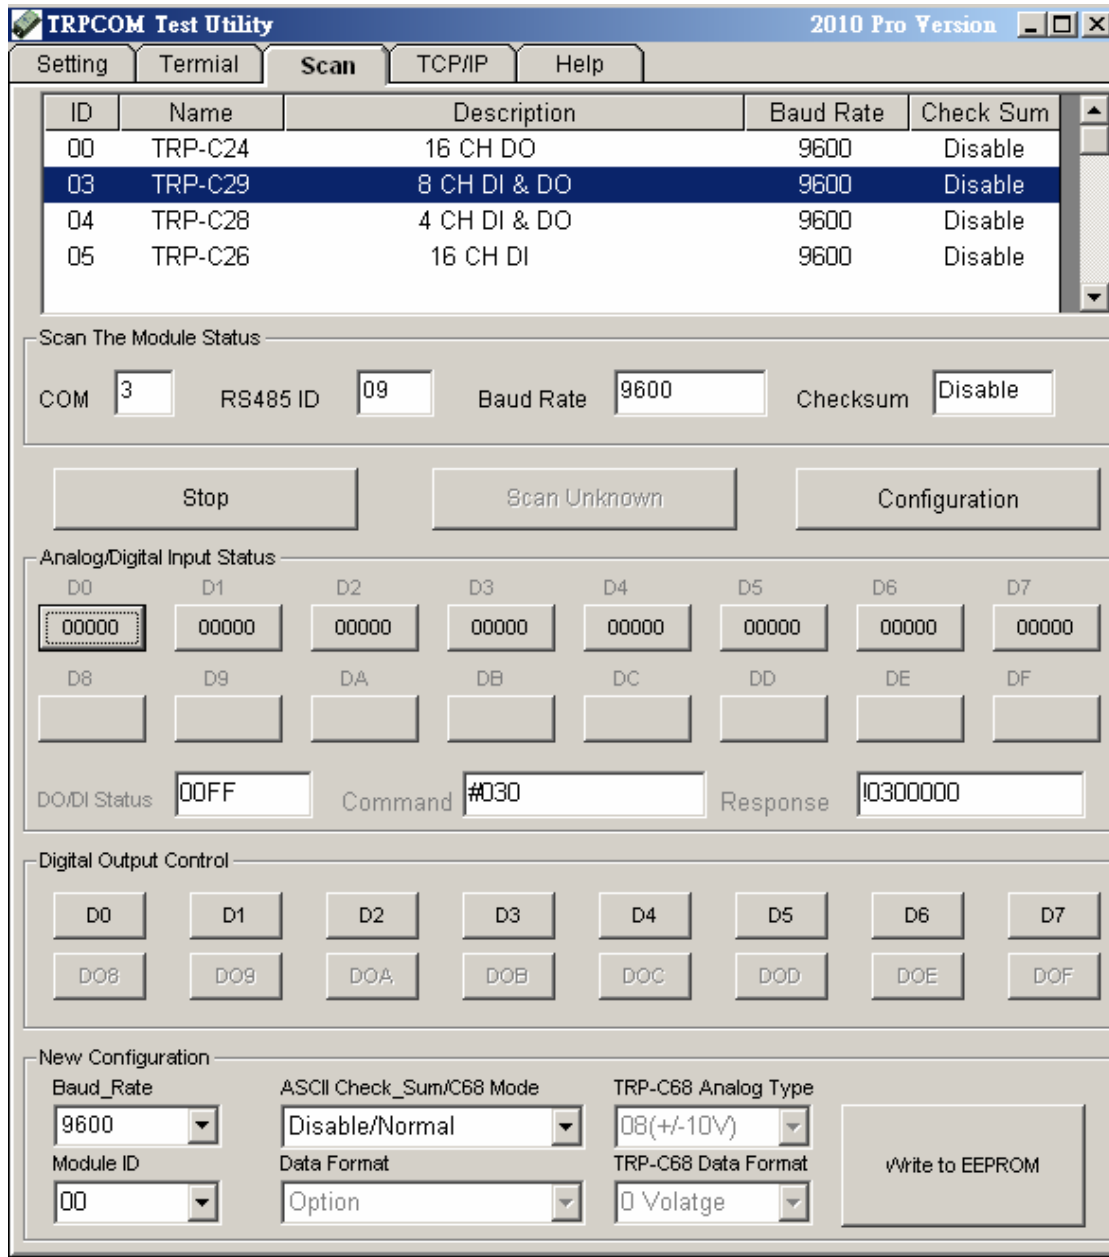 TRPCOM Test Utility 2010 Pro Version
Setting Termial Scan TCP/IP Help
ID Name Description Baud Rate Check Sum
00 TRP-C24 16 CH DO 9600 Disable
03 TRP-C29 8 CH DI & DO 9600 Disable
04 TRP-C28 4 CH DI & DO 9600 Disable
05 TRP-C26 16 CH DI 9600 Disable
Scan The Module Status
COM 3 RS485 ID 09 Baud Rate 9600 Checksum Disable
Stop Scan Unknown Configuration
Analog/Digital Input Status
D0 D1 D2 D3 D4 D5 D6 D7
00000 00000 00000 00000 00000 00000 00000 00000
D8 D9 DA DB DC DD DE DF
DO/DI Status 00FF Command #030 Response !0300000
Digital Output Control
D0 D1 D2 D3 D4 D5 D6 D7
DO8 DO9 DOA DOB DOC DOD DOE DOF
New Configuration
Baud_Rate ASCII Check_Sum/C68 Mode TRP-C68 Analog Type
9600 Disable/Normal 08(+/-10V)
Module ID Data Format TRP-C68 Data Format
00 Option 0 Volatge
Write to EEPROM